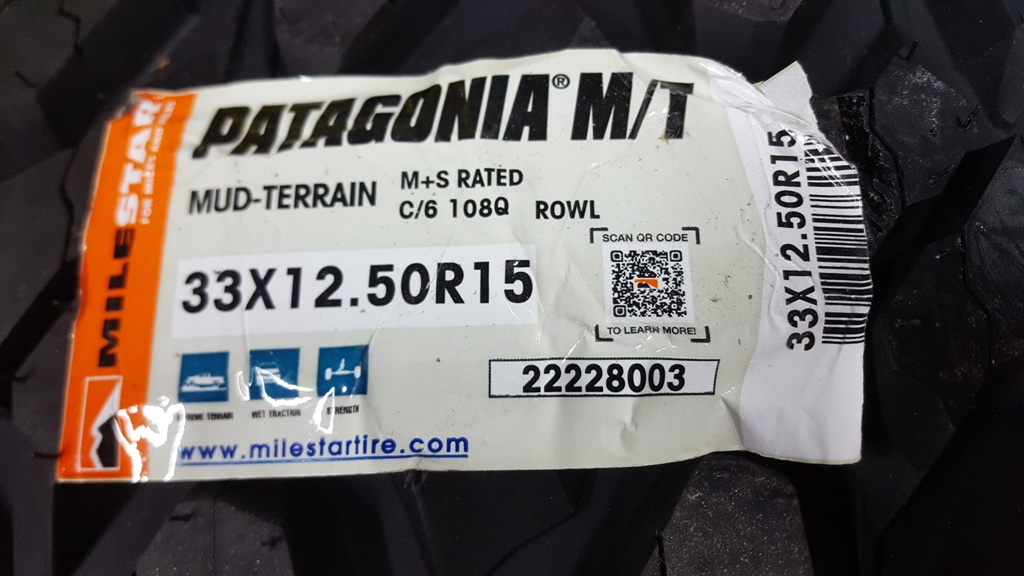 MILESTAR
PATAGONIA® M/T
MUD-TERRAIN
M+S RATED
C/6 108Q
ROWL
33X12.50R15
SCAN QR CODE
TO LEARN MORE!
WET TRACTION
STRENGTH
22228003
www.milestartire.com
33X12.50R15